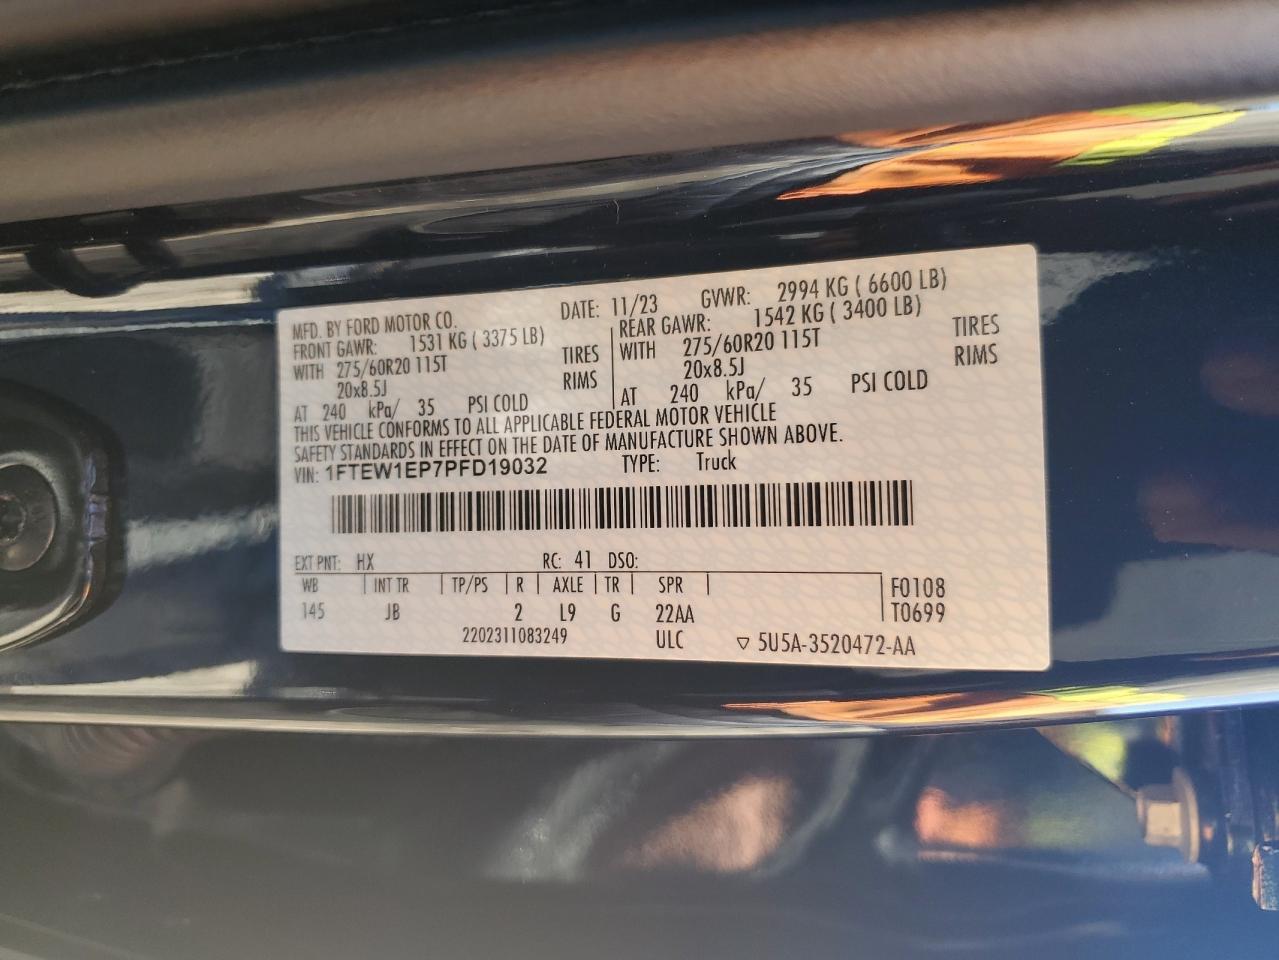 MFD. BY FORD MOTOR CO. DATE: 11/23 GVWR: 2994 KG ( 6600 LB)
FRONT GAWR: 1531 KG ( 3375 LB) REAR GAWR: 1542 KG ( 3400 LB)
WITH 275/60R20 115T TIRES WITH 275/60R20 115T TIRES
20x8.5J RIMS 20x8.5J RIMS
AT 240 kPa/ 35 PSI COLD AT 240 kPa/ 35 PSI COLD
THIS VEHICLE CONFORMS TO ALL APPLICABLE FEDERAL MOTOR VEHICLE
SAFETY STANDARDS IN EFFECT ON THE DATE OF MANUFACTURE SHOWN ABOVE.
VIN: 1FTEW1EP7PFD19032 TYPE: Truck
EXT PNT: HX RC: 41 DSO:
WB INT TR TP/PS R AXLE TR SPR F0108
145 JB 2 L9 G 22AA T0699
2202311083249 ULC ▽ 5U5A-3520472-AA